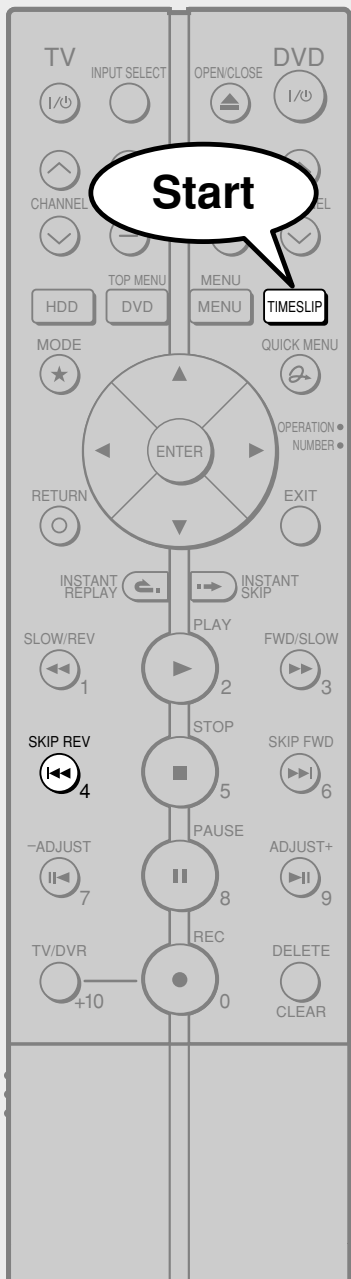 TV
DVD
INPUT SELECT
OPEN/CLOSE
I/
I/
Start
CHANNEL
EL
TOP MENU
MENU
HDD
DVD
MENU
TIMESLIP
MODE
QUICK MENU
ENTER
OPERATION
NUMBER
RETURN
EXIT
INSTANT
REPLAY
INSTANT
SKIP
SLOW/REV
PLAY
FWD/SLOW
1
2
3
SKIP REV
STOP
SKIP FWD
4
5
6
−ADJUST
PAUSE
ADJUST+
7
8
9
TV/DVR
REC
DELETE
+10
0
CLEAR